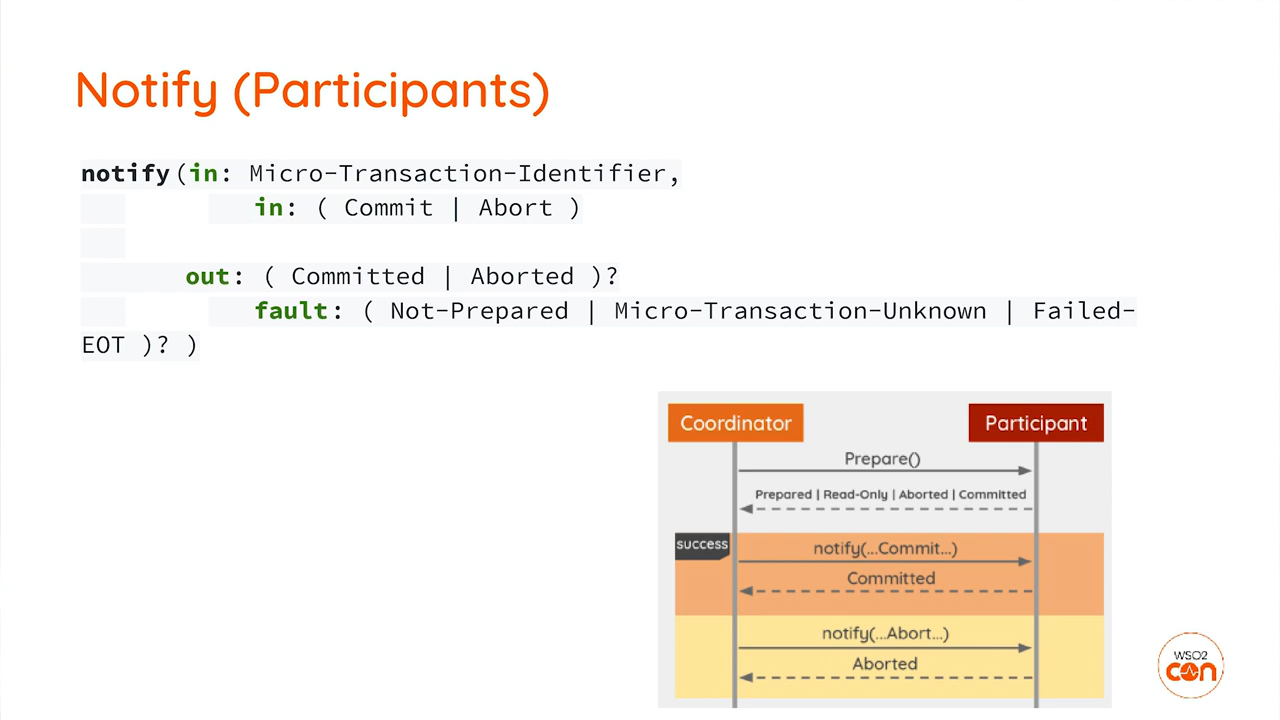 Notify (Participants)
notify(in: Micro-Transaction-Identifier,
in: ( Commit | Abort )
out: ( Committed | Aborted )?
fault: ( Not-Prepared | Micro-Transaction-Unknown | Failed-
EOT )? )
Coordinator
Participant
Prepare()
Prepared | Read-Only | Aborted | Committed
success
notify(...Commit...)
Committed
notify(...Abort...)
Aborted
WSO2
con